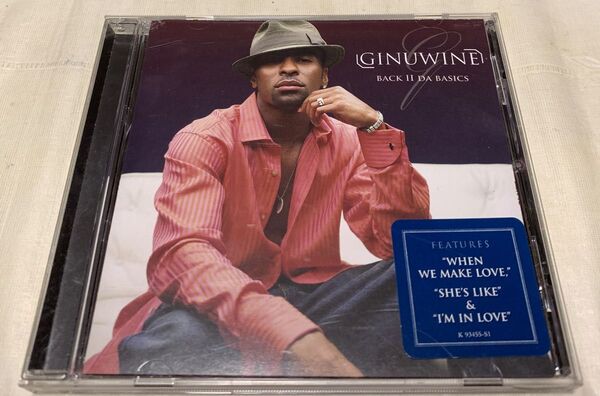 GINUWINE
BACK II DA BASICS
G
FEATURES
"WHEN
WE MAKE LOVE,"
"SHE'S LIKE"
&
"I'M IN LOVE"
K 93455-S1